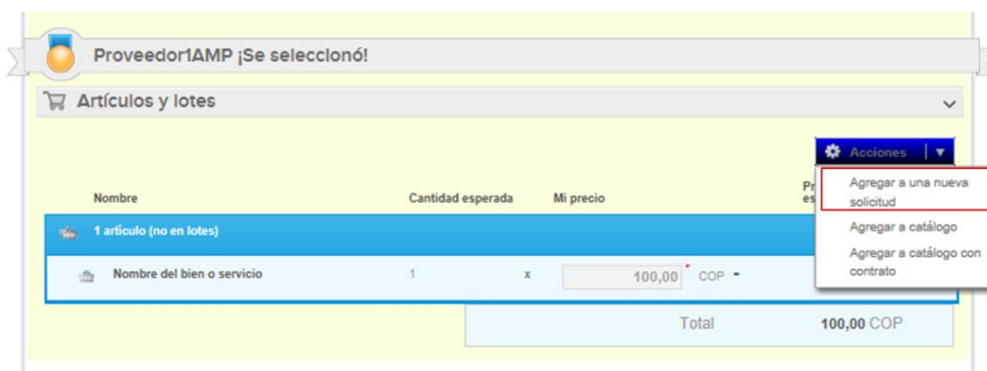 Proveedor1AMP ¡Se seleccionó!
Artículos y lotes
Acciones
Agregar a una nueva
solicitud
Agregar a catálogo
Agregar a catálogo con
contrato
Nombre
Cantidad esperada
Mi precio
Pr
es
1 artículo (no en lotes)
Nombre del bien o servicio
1
x
100,00 * COP -
Total
100,00 COP